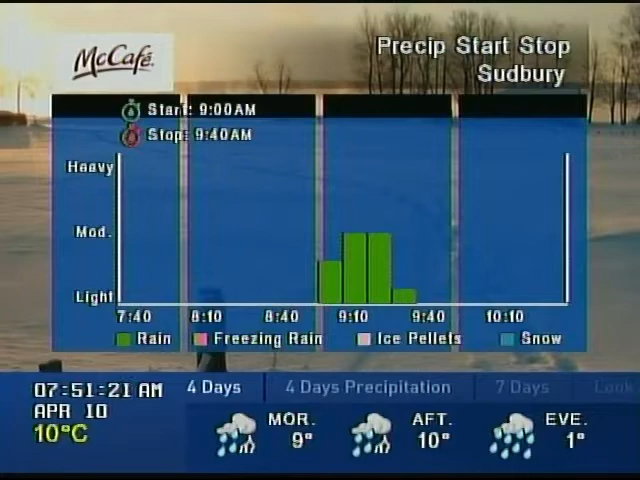 McCafé
Precip Start Stop
Sudbury
Start: 9:00AM
Stop: 9:40AM
Heavy
Mod.
Light
7:40 8:10 8:40 9:10 9:40 10:10
Rain Freezing Rain Ice Pellets Snow
07:51:21 AM
APR 10
10°C
4 Days 4 Days Precipitation 7 Days Look
MOR.
9°
AFT.
10°
EVE.
1°